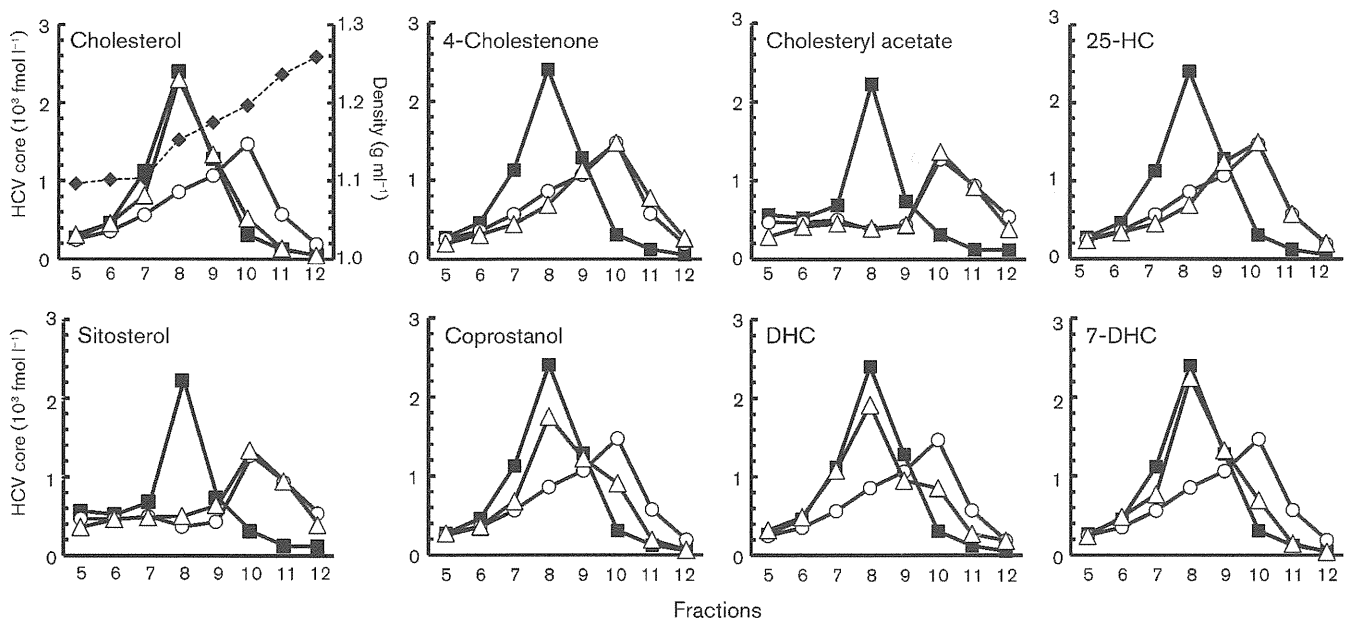 Cholesterol
4-Cholestenone
Cholesteryl acetate
25-HC
HCV core (10³ fmol l⁻¹)
3
2
1
0
1.3
1.2
1.1
1.0
Density (g ml⁻¹)
5 6 7 8 9 10 11 12
3
2
1
0
5 6 7 8 9 10 11 12
3
2
1
0
5 6 7 8 9 10 11 12
3
2
1
0
5 6 7 8 9 10 11 12
Sitosterol
Coprostanol
DHC
7-DHC
HCV core (10³ fmol l⁻¹)
3
2
1
0
5 6 7 8 9 10 11 12
3
2
1
0
5 6 7 8 9 10 11 12
3
2
1
0
5 6 7 8 9 10 11 12
3
2
1
0
5 6 7 8 9 10 11 12
Fractions